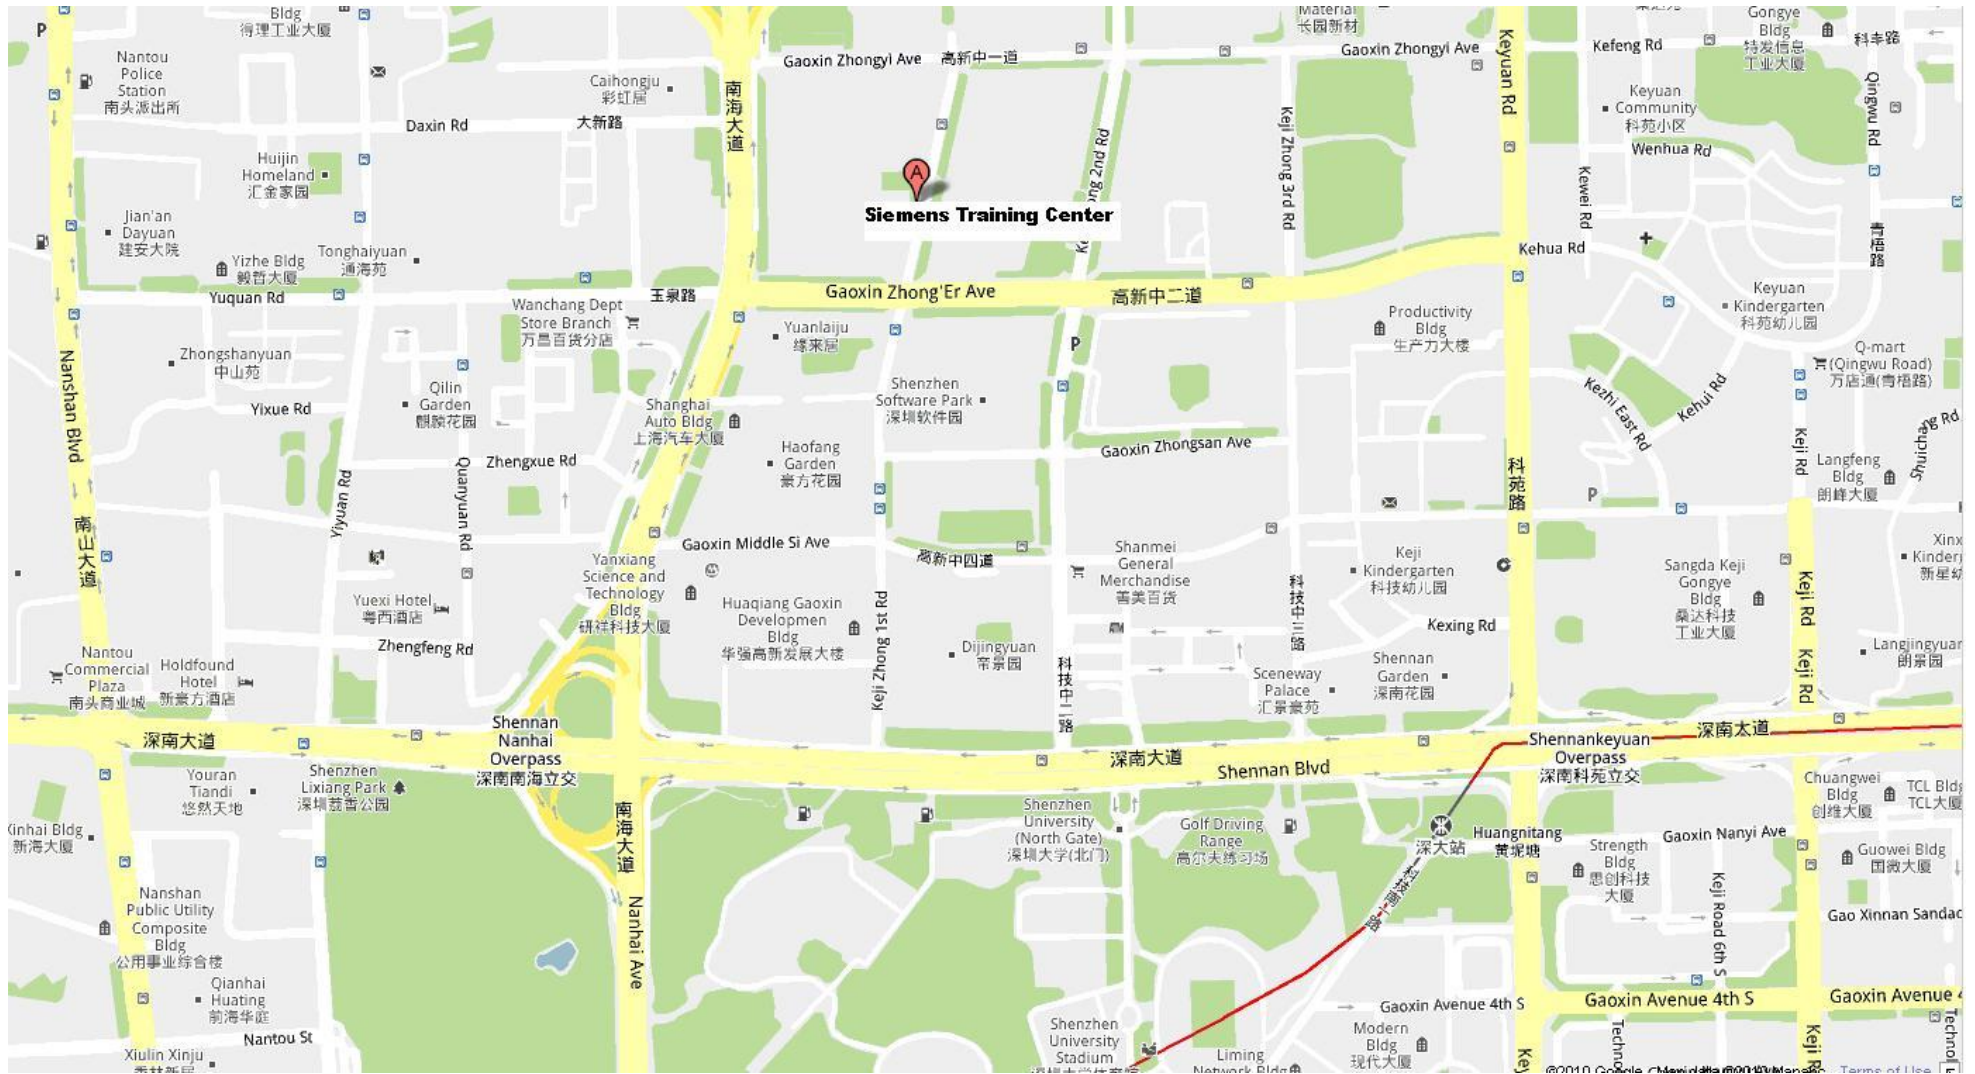 Bldg
得理工业大厦
P
Nantou
Police
Station
南头派出所
Caihongju
彩虹居
南海大道
Gaoxin Zhongyi Ave
高新中一道
长园新材
Gaoxin Zhongyi Ave
Keyuan Rd
Kefeng Rd
Gongye
Bldg
特发信息
工业大厦
科丰路
Qingwu Rd
Keyuan
Community
科苑小区
Wenhua Rd
Daxin Rd
大新路
Huijin
Homeland
汇金家园
A
Siemens Training Center
Keji Zhong 3rd Rd
Kewei Rd
Jian'an
Dayuan
建安大院
Yizhe Bldg
毅哲大厦
Tonghaiyuan
通海苑
Kehua Rd
青梧路
Yuquan Rd
玉泉路
Gaoxin Zhong'Er Ave
高新中二道
Keyuan
Kindergarten
科苑幼儿园
Wanchang Dept
Store Branch
万昌百货分店
Yuanlaiju
缘来居
P
Productivity
Bldg
生产力大楼
Nanshan Blvd
Zhongshanyuan
中山苑
Q-mart
(Qingwu Road)
万店通(青梧路)
Qilin
Garden
麒麟花园
Yixue Rd
Shanghai
Auto Bldg
上海汽车大厦
Shenzhen
Software Park
深圳软件园
Kezhi East Rd
Kehui Rd
Haofang
Garden
豪方花园
Gaoxin Zhongsan Ave
Keji Rd
Zhengxue Rd
Quanyuan Rd
Yiyuan Rd
科苑路
P
Langfeng
Bldg
朗峰大厦
南山大道
Gaoxin Middle Si Ave
高新中四道
Yanxiang
Science and
Technology
Bldg
研祥科技大厦
Shanmei
General
Merchandise
善美百货
Keji
Kindergarten
科技幼儿园
Sangda Keji
Gongye
Bldg
桑达科技
工业大厦
Keji Rd
Yuexi Hotel
粤西酒店
Huaqiang Gaoxin
Developmen
Bldg
华强高新发展大楼
Keji Zhong 1st Rd
科技中三路
Kexing Rd
Zhengfeng Rd
Dijingyuan
帝景园
Keji Rd
Langjingyuan
朗景园
Nantou
Commercial
Plaza
南头商业城
Holdfound
Hotel
新豪方酒店
科技中二路
Sceneway
Palace
汇景豪苑
Shennan
Garden
深南花园
深南大道
Shennan
Nanhai
Overpass
深南南海立交
深南大道
Shennan Blvd
Shennankeyuan
Overpass
深南科苑立交
深南大道
Youran
Tiandi
悠然天地
Shenzhen
Lixiang Park
深圳荔香公园
南海大道
Shenzhen
University
(North Gate)
深圳大学(北门)
Golf Driving
Range
高尔夫练习场
深大站
Huangnitang
黄坭塘
Gaoxin Nanyi Ave
Chuangwei
Bldg
创维大厦
TCL Bldg
TCL大厦
Xinhai Bldg
新海大厦
Strength
Bldg
思创科技
大厦
Guowei Bldg
国微大厦
Nanshan
Public Utility
Composite
Bldg
公用事业综合楼
Nanhai Ave
Keji Road 6th S
Gao Xinnan Sandao
Qianhai
Huating
前海华庭
Gaoxin Avenue 4th S
Gaoxin Avenue 4th S
Gaoxin Avenue 4
Nantou St
Shenzhen
University
Stadium
Modern
Bldg
现代大厦
Xiulin Xinju
Liming
Network Bldg
Terms of Use